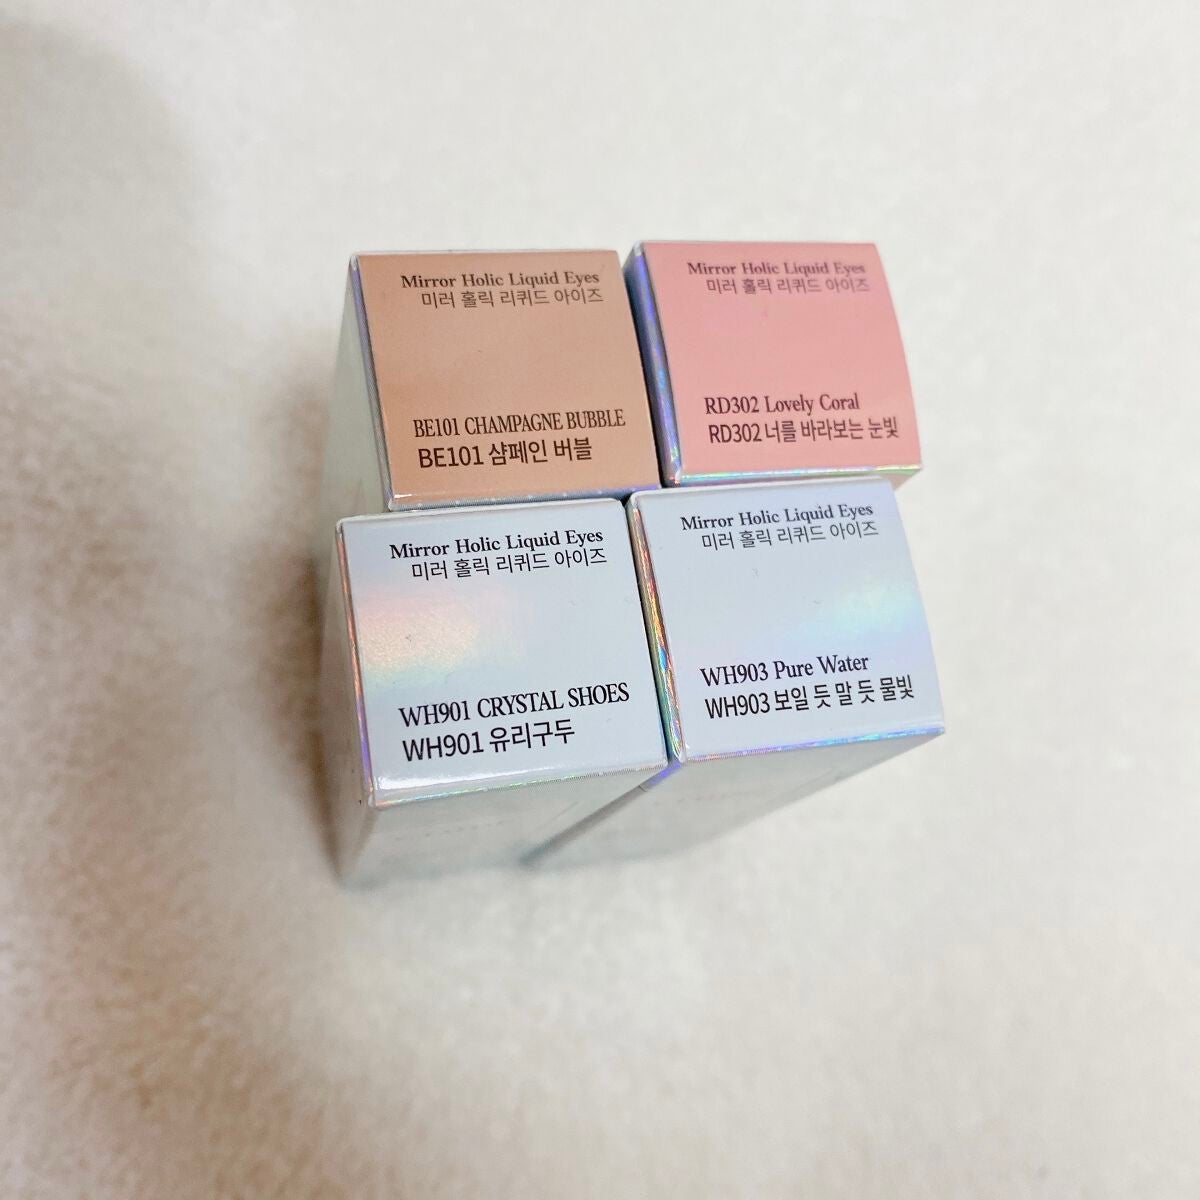 Mirror Holic Liquid Eyes
미러 홀릭 리퀴드 아이즈
BE101 CHAMPAGNE BUBBLE
BE101 샴페인 버블
Mirror Holic Liquid Eyes
미러 홀릭 리퀴드 아이즈
RD302 Lovely Coral
RD302 너를 바라보는 눈빛
Mirror Holic Liquid Eyes
미러 홀릭 리퀴드 아이즈
WH901 CRYSTAL SHOES
WH901 유리구두
Mirror Holic Liquid Eyes
미러 홀릭 리퀴드 아이즈
WH903 Pure Water
WH903 보일 듯 말 듯 물빛